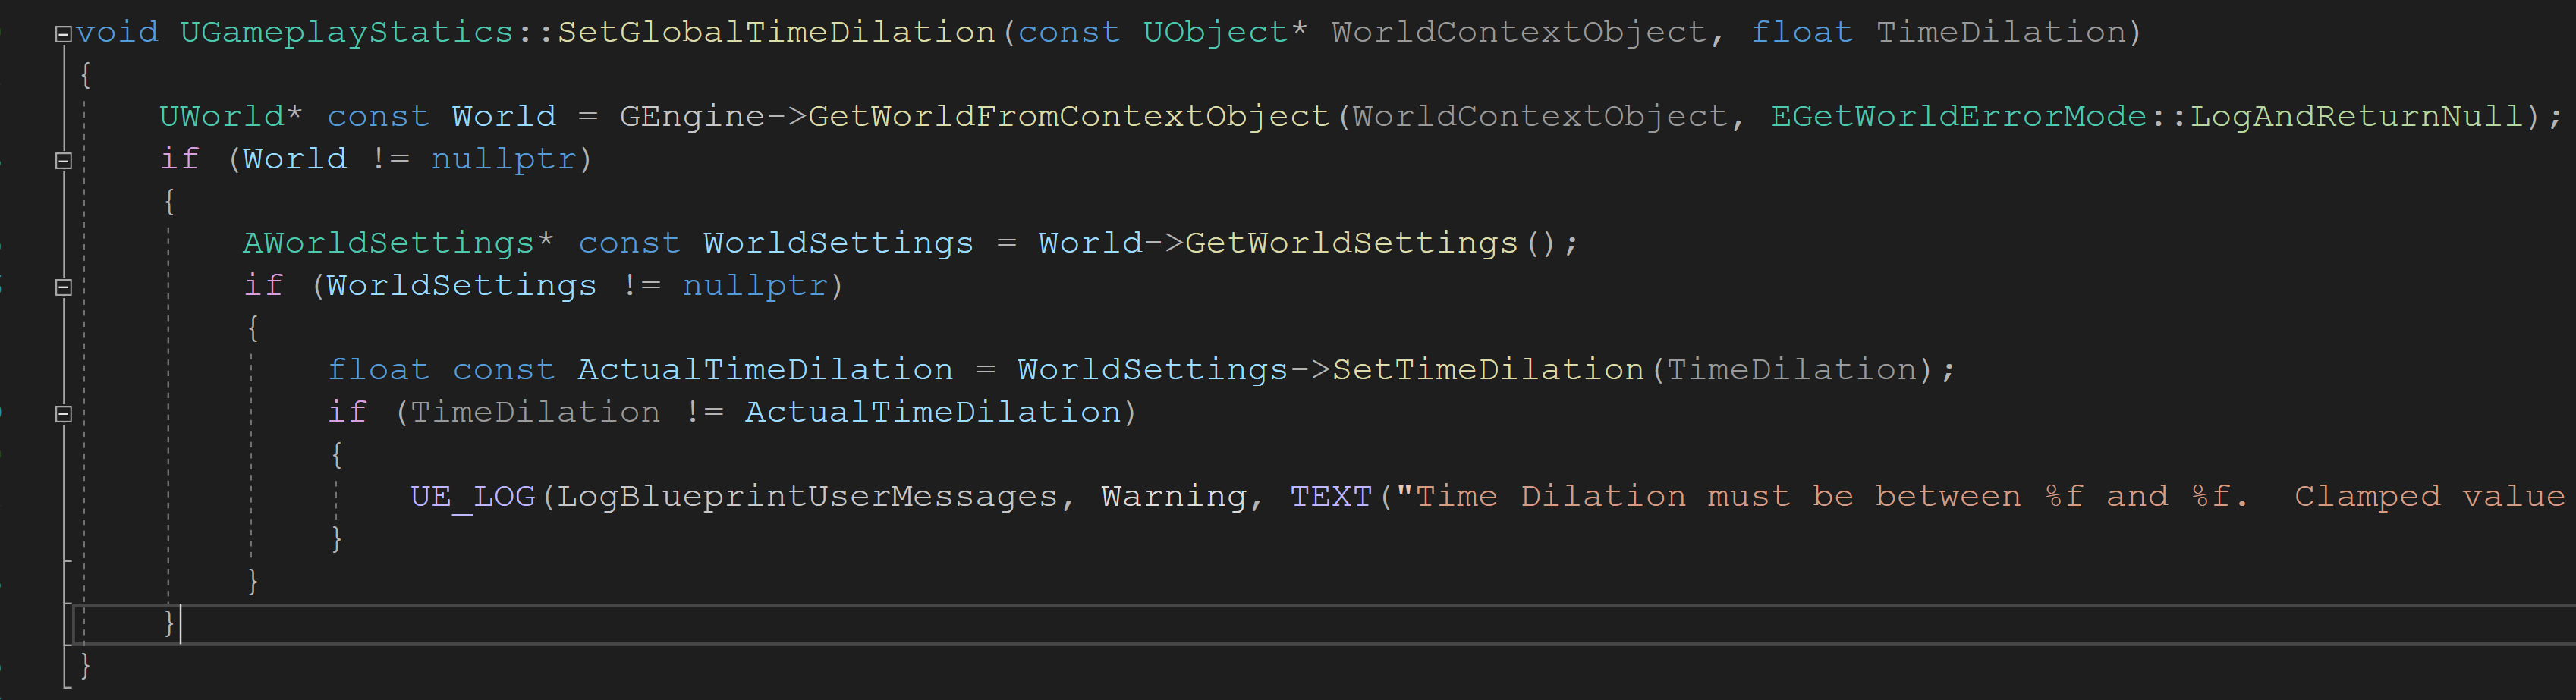 void UGameplayStatics::SetGlobalTimeDilation(const UObject* WorldContextObject, float TimeDilation)
{
    UWorld* const World = GEngine->GetWorldFromContextObject(WorldContextObject, EGetWorldErrorMode::LogAndReturnNull);
    if (World != nullptr)
    {
        AWorldSettings* const WorldSettings = World->GetWorldSettings();
        if (WorldSettings != nullptr)
        {
            float const ActualTimeDilation = WorldSettings->SetTimeDilation(TimeDilation);
            if (TimeDilation != ActualTimeDilation)
            {
                UE_LOG(LogBlueprintUserMessages, Warning, TEXT("Time Dilation must be between %f and %f.  Clamped value
            }
        }
    }
}